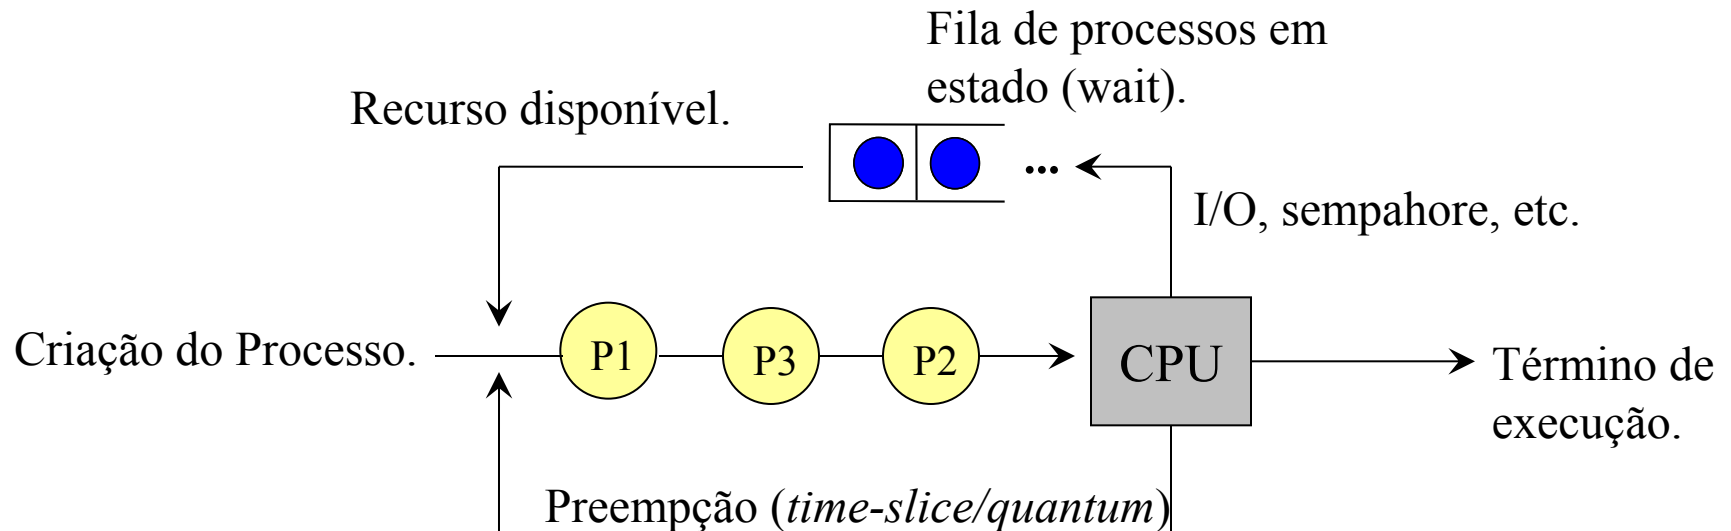 Fila de processos em
estado (wait).
Recurso disponível.
...
I/O, sempahore, etc.
Criação do Processo.
P1
P3
P2
CPU
Término de
execução.
Preempção (time-slice/quantum)